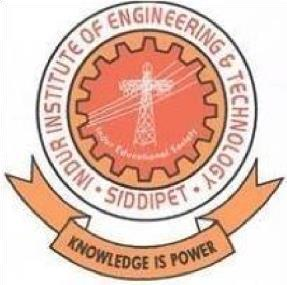 INDUR INSTITUTE OF ENGINEERING & TECHNOLOGY
• SIDDIPET •
Indur Educational Society
KNOWLEDGE IS POWER